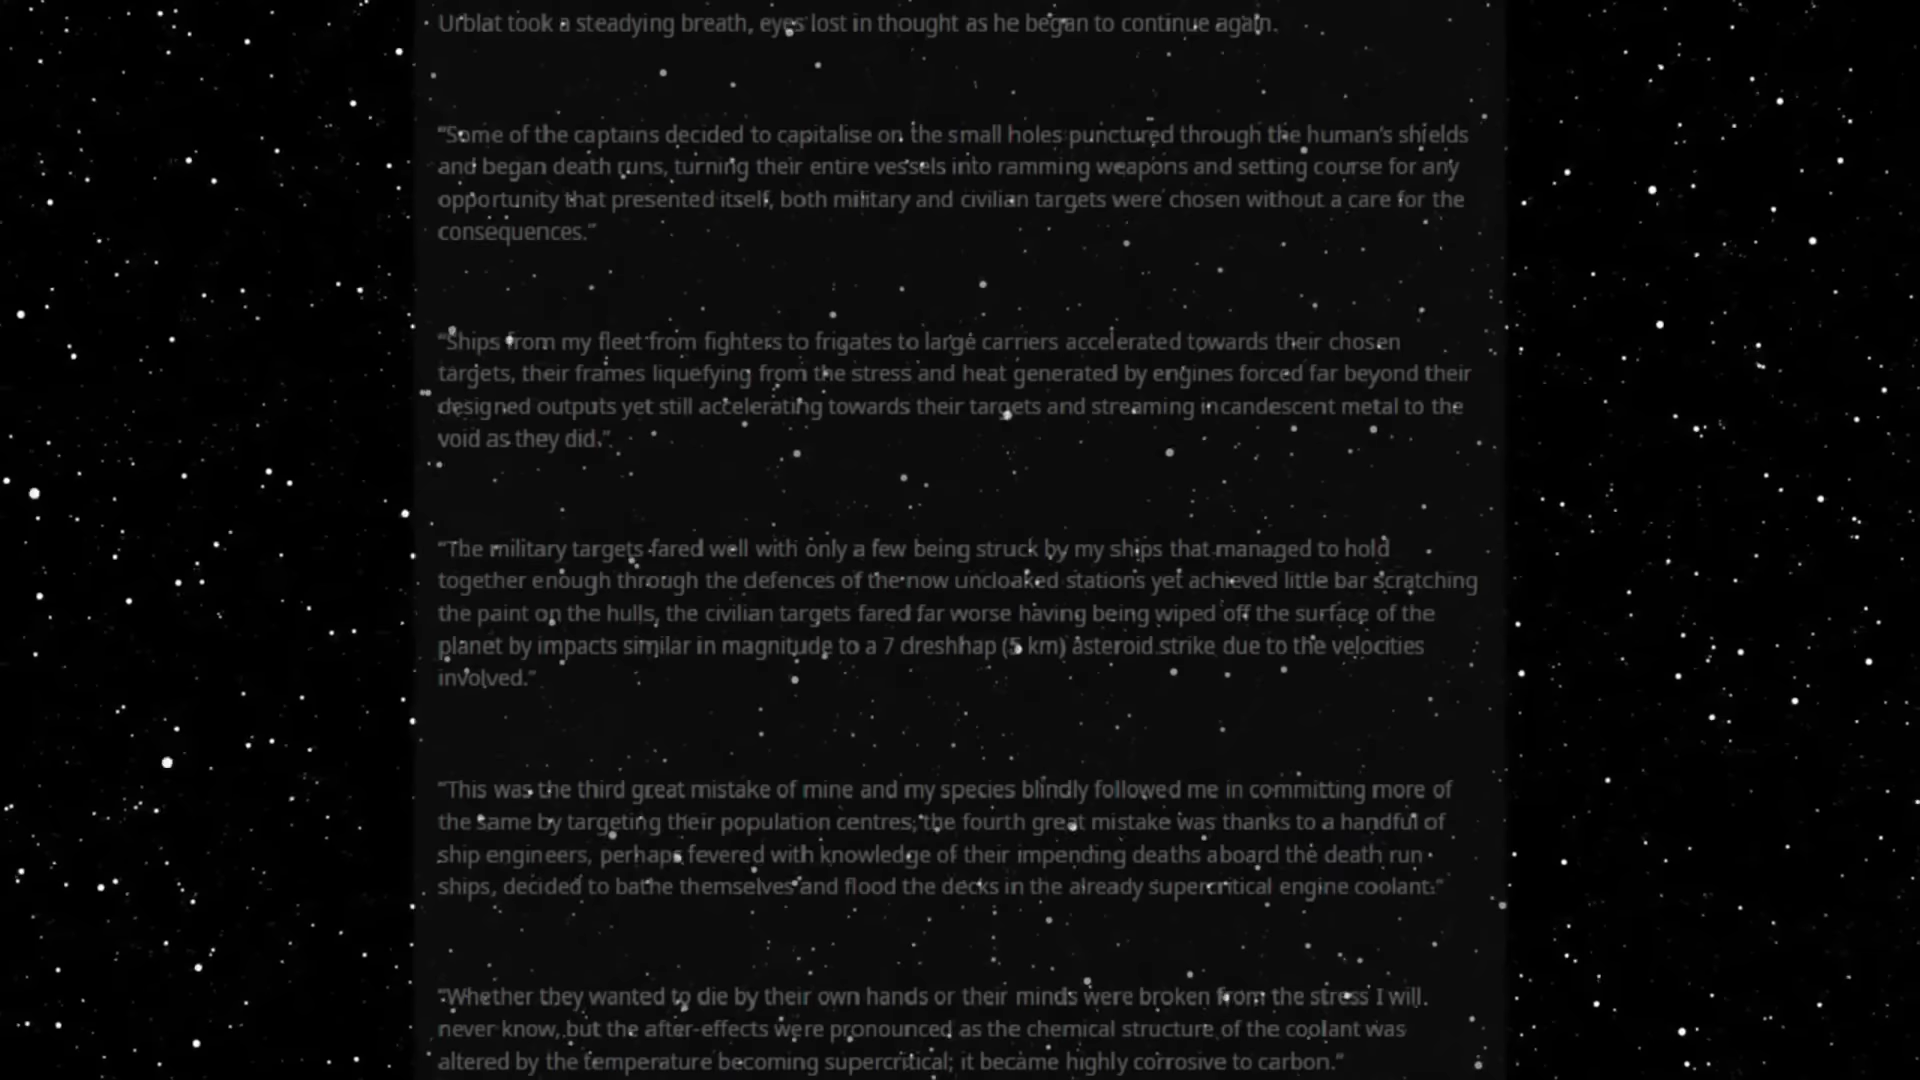 Urblat took a steadying breath, eyes lost in thought as he began to continue again.
“Some of the captains decided to capitalise on the small holes punctured through the human’s shields
and began death runs, turning their entire vessels into ramming weapons and setting course for any
opportunity that presented itself, both military and civilian targets were chosen without a care for the
consequences.”
“Ships from my fleet from fighters to frigates to large carriers accelerated towards their chosen
targets, their frames liquefying from the stress and heat generated by engines forced far beyond their
designed outputs yet still accelerating towards their targets and streaming incandescent metal to the
void as they did.”
“The military targets fared well with only a few being struck by my ships that managed to hold
together enough through the defences of the now uncloaked stations yet achieved little bar scratching
the paint on the hulls, the civilian targets fared far worse having being wiped off the surface of the
planet by impacts similar in magnitude to a 7 dreshhap (5 km) asteroid strike due to the velocities
involved.”
“This was the third great mistake of mine and my species blindly followed me in committing more of
the same by targeting their population centres; the fourth great mistake was thanks to a handful of
ship engineers, perhaps fevered with knowledge of their impending deaths aboard the death run
ships, decided to bathe themselves and flood the decks in the already supercritical engine coolant.”
“Whether they wanted to die by their own hands or their minds were broken from the stress I will
never know, but the after-effects were pronounced as the chemical structure of the coolant was
altered by the temperature becoming supercritical; it became highly corrosive to carbon.”